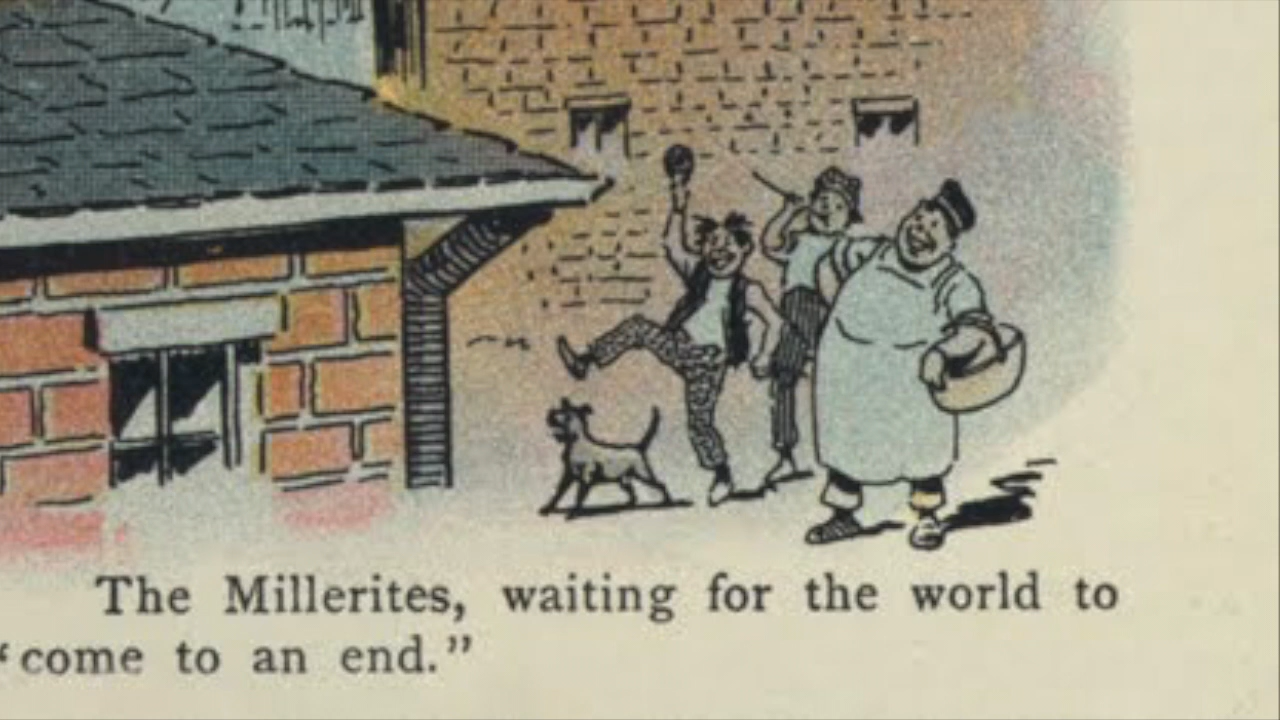 The Millerites, waiting for the world to
“come to an end.”